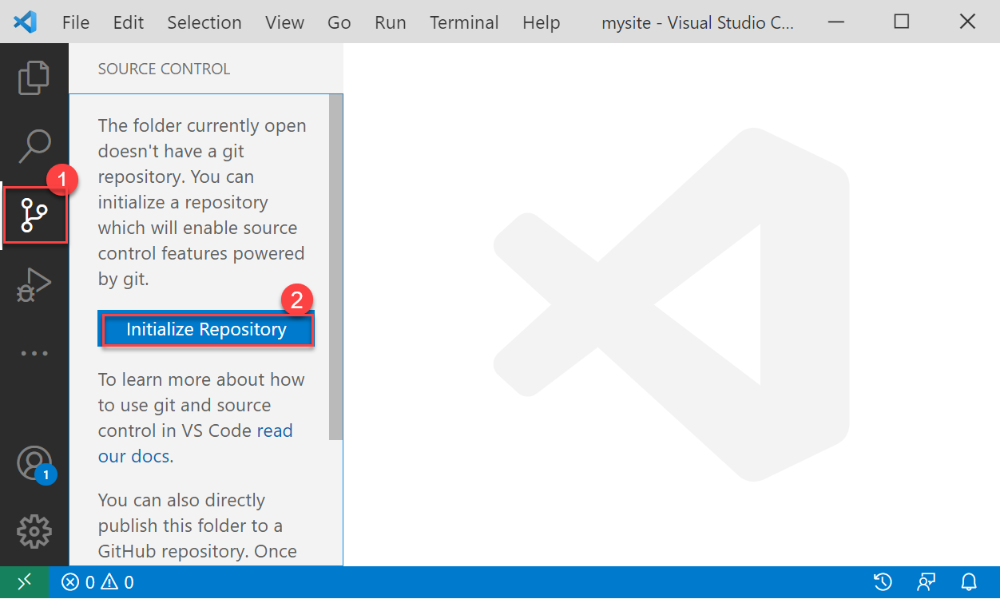 File Edit Selection View Go Run Terminal Help mysite - Visual Studio C...
SOURCE CONTROL
The folder currently open
doesn't have a git
repository. You can
initialize a repository
which will enable source
control features powered
by git.
1
2
Initialize Repository
To learn more about how
to use git and source
control in VS Code read
our docs.
1
You can also directly
publish this folder to a
GitHub repository. Once
0 0